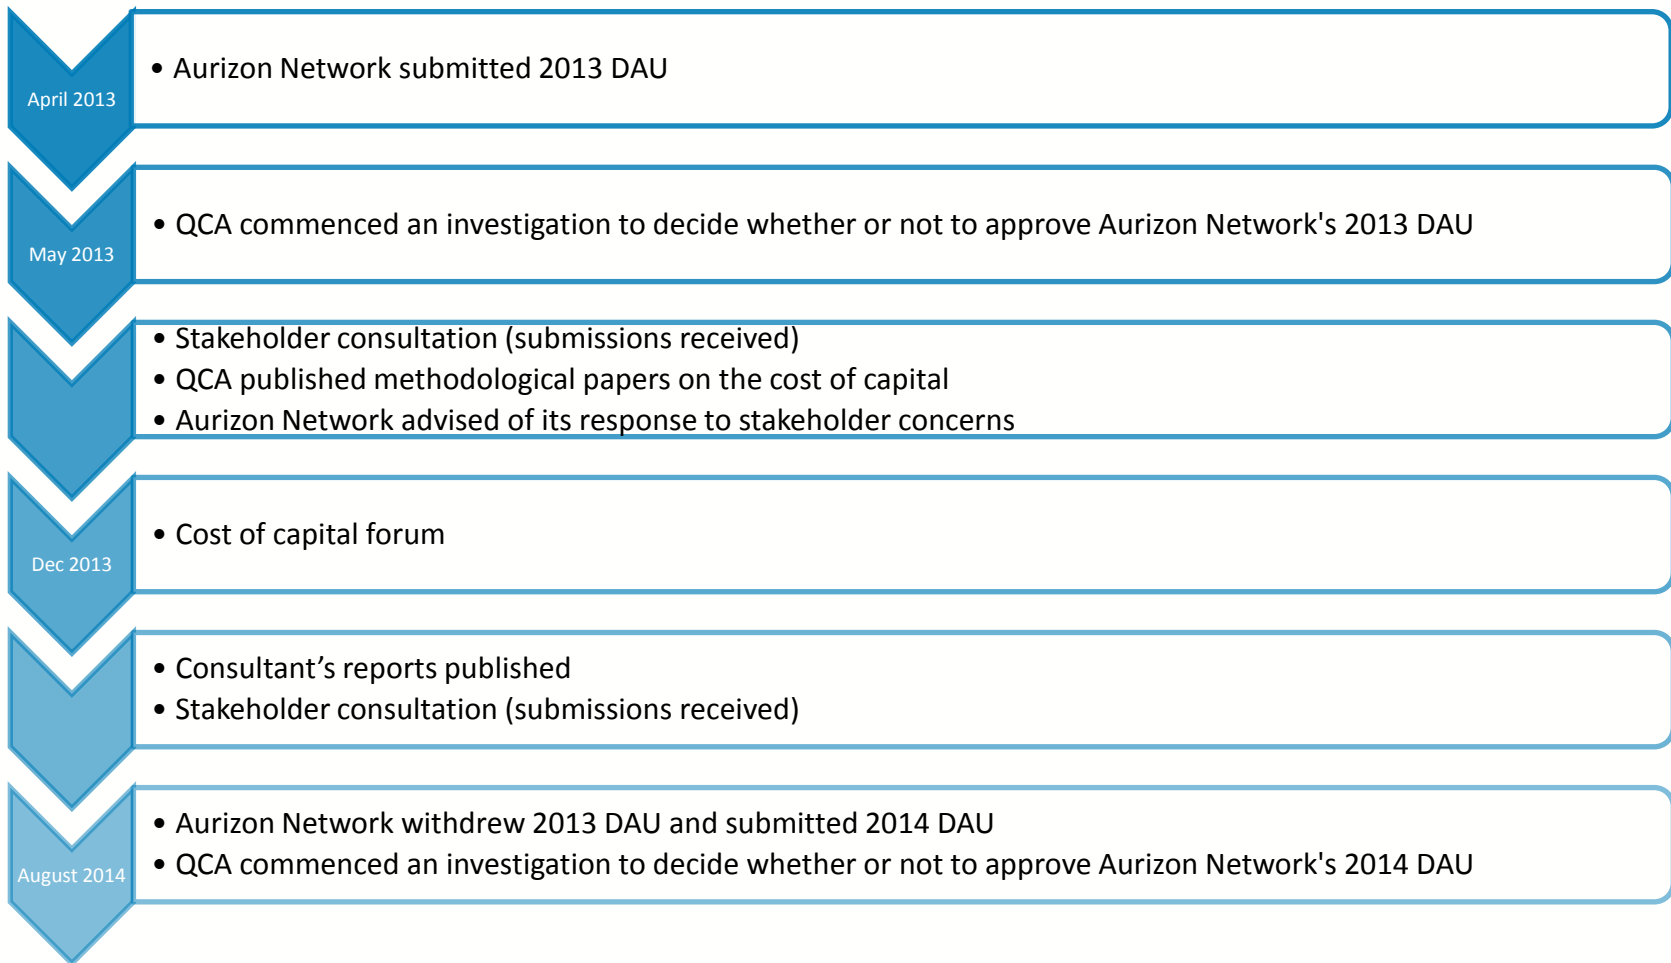 April 2013
• Aurizon Network submitted 2013 DAU
May 2013
• QCA commenced an investigation to decide whether or not to approve Aurizon Network's 2013 DAU
• Stakeholder consultation (submissions received)
• QCA published methodological papers on the cost of capital
• Aurizon Network advised of its response to stakeholder concerns
Dec 2013
• Cost of capital forum
• Consultant’s reports published
• Stakeholder consultation (submissions received)
August 2014
• Aurizon Network withdrew 2013 DAU and submitted 2014 DAU
• QCA commenced an investigation to decide whether or not to approve Aurizon Network's 2014 DAU